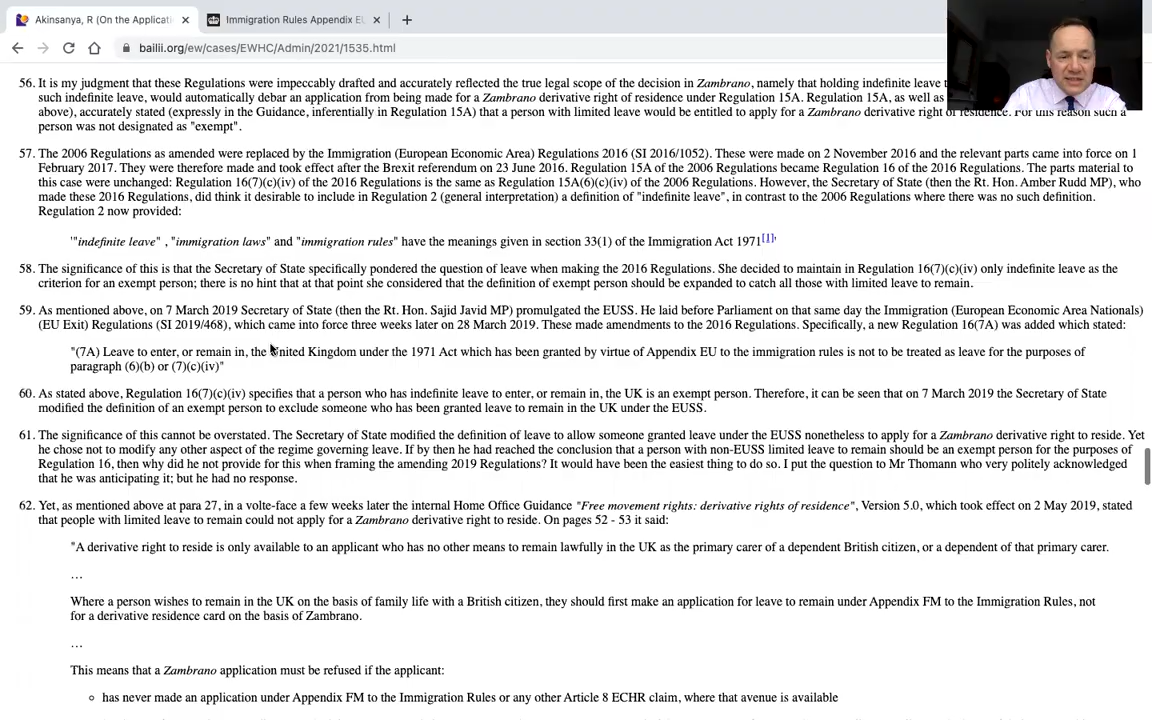 Akinsanya, R (On the Applicati
Immigration Rules Appendix E
bailii.org/ew/cases/EWHC/Admin/2021/1535.html
56. It is my judgment that these Regulations were impeccably drafted and accurately reflected the true legal scope of the decision in Zambrano, namely that holding indefinite leave
such indefinite leave, would automatically debar an application from being made for a Zambrano derivative right of residence under Regulation 15A. Regulation 15A, as well as
above), accurately stated (expressly in the Guidance, inferentially in Regulation 15A) that a person with limited leave would be entitled to apply for a Zambrano derivative right of residence. For this reason such a
person was not designated as "exempt".
57. The 2006 Regulations as amended were replaced by the Immigration (European Economic Area) Regulations 2016 (SI 2016/1052). These were made on 2 November 2016 and the relevant parts came into force on 1
February 2017. They were therefore made and took effect after the Brexit referendum on 23 June 2016. Regulation 15A of the 2006 Regulations became Regulation 16 of the 2016 Regulations. The parts material to
this case were unchanged: Regulation 16(7)(c)(iv) of the 2016 Regulations is the same as Regulation 15A(6)(c)(iv) of the 2006 Regulations. However, the Secretary of State (then the Rt. Hon. Amber Rudd MP), who
made these 2016 Regulations, did think it desirable to include in Regulation 2 (general interpretation) a definition of "indefinite leave", in contrast to the 2006 Regulations where there was no such definition.
Regulation 2 now provided:
'"indefinite leave" , "immigration laws" and "immigration rules" have the meanings given in section 33(1) of the Immigration Act 1971[1]'
58. The significance of this is that the Secretary of State specifically pondered the question of leave when making the 2016 Regulations. She decided to maintain in Regulation 16(7)(c)(iv) only indefinite leave as the
criterion for an exempt person; there is no hint that at that point she considered that the definition of exempt person should be expanded to catch all those with limited leave to remain.
59. As mentioned above, on 7 March 2019 Secretary of State (then the Rt. Hon. Sajid Javid MP) promulgated the EUSS. He laid before Parliament on that same day the Immigration (European Economic Area Nationals)
(EU Exit) Regulations (SI 2019/468), which came into force three weeks later on 28 March 2019. These made amendments to the 2016 Regulations. Specifically, a new Regulation 16(7A) was added which stated:
"(7A) Leave to enter, or remain in, the United Kingdom under the 1971 Act which has been granted by virtue of Appendix EU to the immigration rules is not to be treated as leave for the purposes of
paragraph (6)(b) or (7)(c)(iv)"
60. As stated above, Regulation 16(7)(c)(iv) specifies that a person who has indefinite leave to enter, or remain in, the UK is an exempt person. Therefore, it can be seen that on 7 March 2019 the Secretary of State
modified the definition of an exempt person to exclude someone who has been granted leave to remain in the UK under the EUSS.
61. The significance of this cannot be overstated. The Secretary of State modified the definition of leave to allow someone granted leave under the EUSS nonetheless to apply for a Zambrano derivative right to reside. Yet
he chose not to modify any other aspect of the regime governing leave. If by then he had reached the conclusion that a person with non-EUSS limited leave to remain should be an exempt person for the purposes of
Regulation 16, then why did he not provide for this when framing the amending 2019 Regulations? It would have been the easiest thing to do so. I put the question to Mr Thomann who very politely acknowledged
that he was anticipating it; but he had no response.
62. Yet, as mentioned above at para 27, in a volte-face a few weeks later the internal Home Office Guidance "Free movement rights: derivative rights of residence", Version 5.0, which took effect on 2 May 2019, stated
that people with limited leave to remain could not apply for a Zambrano derivative right to reside. On pages 52 - 53 it said:
"A derivative right to reside is only available to an applicant who has no other means to remain lawfully in the UK as the primary carer of a dependent British citizen, or a dependent of that primary carer.
…
Where a person wishes to remain in the UK on the basis of family life with a British citizen, they should first make an application for leave to remain under Appendix FM to the Immigration Rules, not
for a derivative residence card on the basis of Zambrano.
…
This means that a Zambrano application must be refused if the applicant:
has never made an application under Appendix FM to the Immigration Rules or any other Article 8 ECHR claim, where that avenue is available